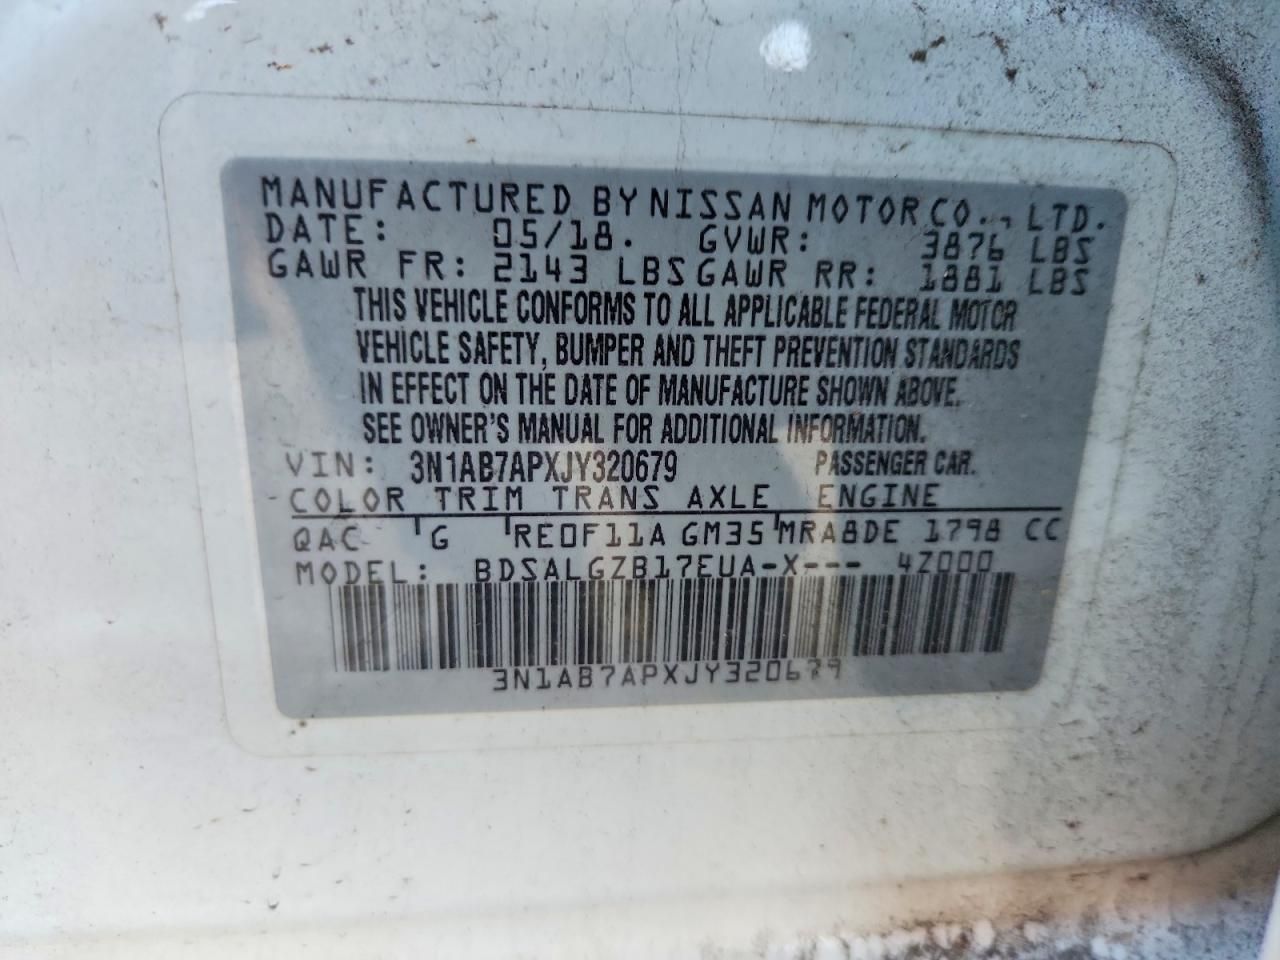 MANUFACTURED BY NISSAN MOTOR CO., LTD.
DATE: 05/18. GVWR: 3876 LBS
GAWR FR: 2143 LBS GAWR RR: 1881 LBS
THIS VEHICLE CONFORMS TO ALL APPLICABLE FEDERAL MOTOR
VEHICLE SAFETY, BUMPER AND THEFT PREVENTION STANDARDS
IN EFFECT ON THE DATE OF MANUFACTURE SHOWN ABOVE.
SEE OWNER'S MANUAL FOR ADDITIONAL INFORMATION.
VIN: 3N1AB7APXJY320679 PASSENGER CAR.
COLOR TRIM TRANS AXLE ENGINE
QAC G RE0F11A GM35 MRA8DE 1798 CC
MODEL: BDSALGZB17EUA-X--- 4Z000
3N1AB7APXJY320679